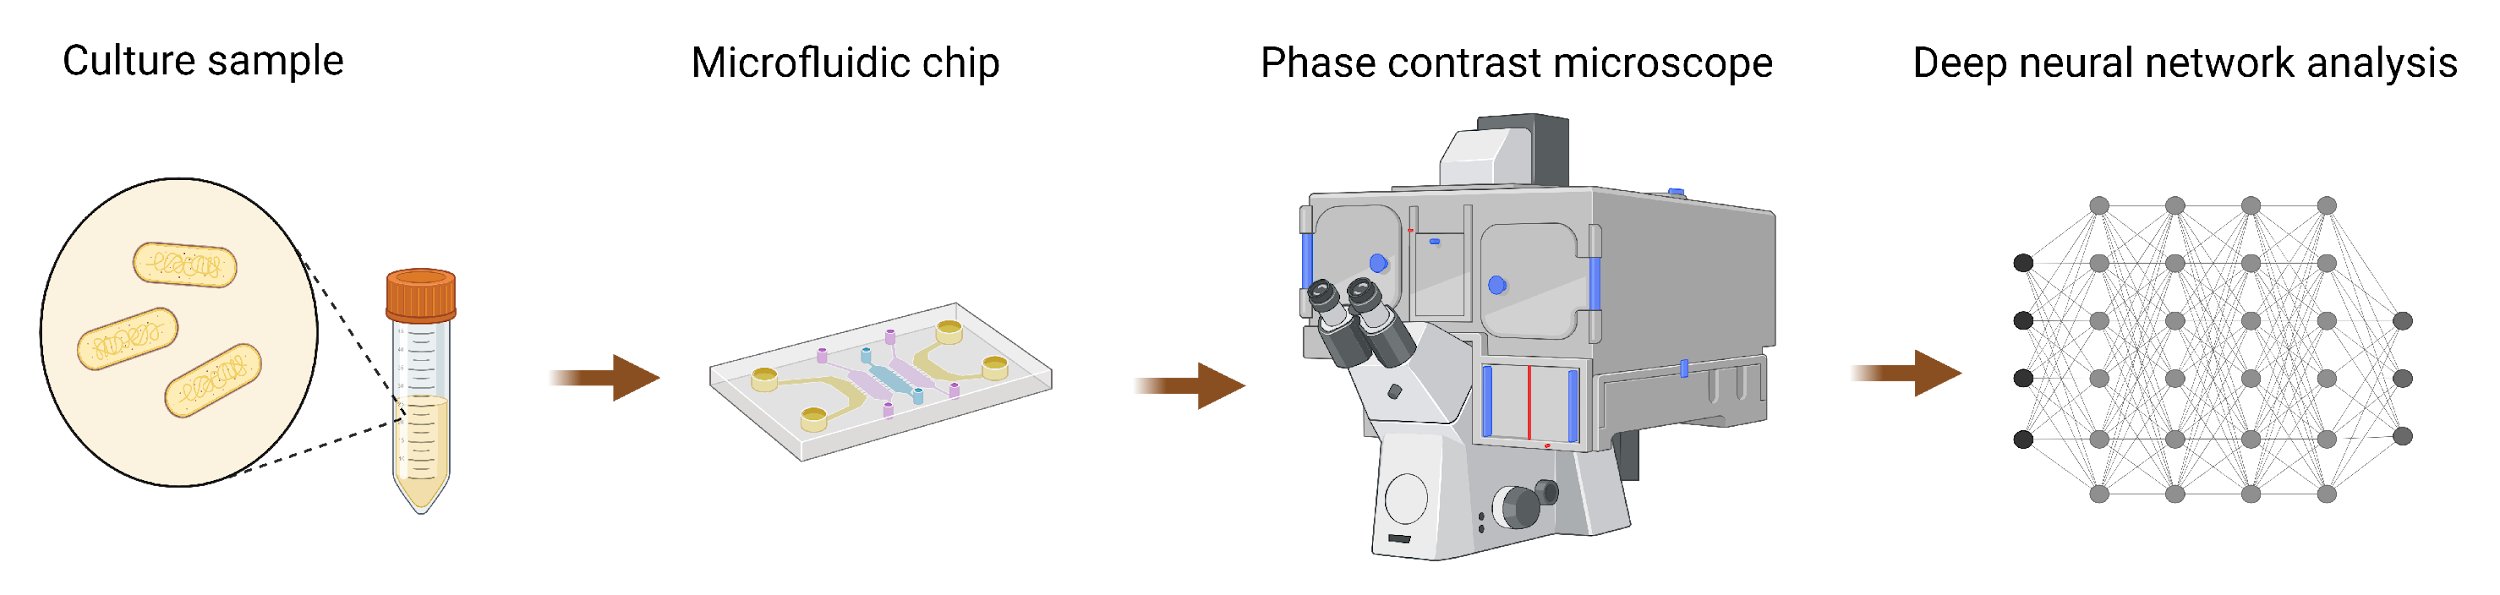 Culture sample
Microfluidic chip
Phase contrast microscope
Deep neural network analysis